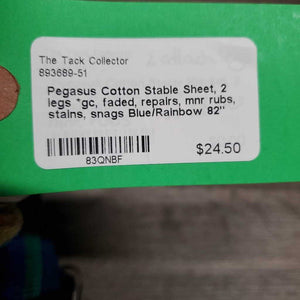 The Tack Collector
893689-51
Pegasus Cotton Stable Sheet, 2
legs *gc, faded, repairs, mnr rubs,
stains, snags Blue/Rainbow 82"
83QNBF
$24.50